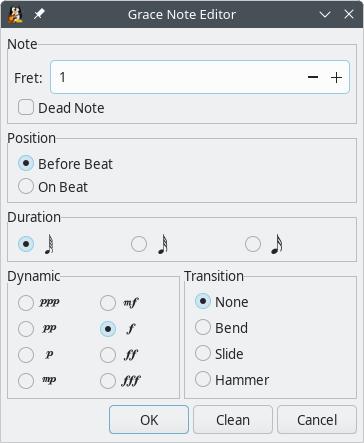 Grace Note Editor
Note
Fret: 1
Dead Note
Position
Before Beat
On Beat
Duration
Dynamic
ppp mf
pp f
p ff
mp fff
Transition
None
Bend
Slide
Hammer
OK Clean Cancel